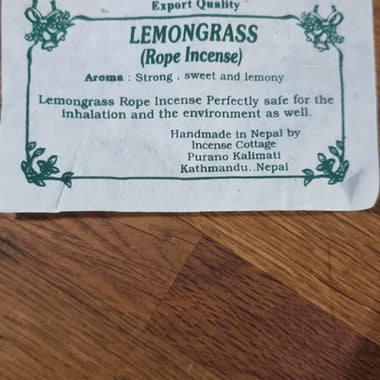 Export Quality
LEMONGRASS
(Rope Incense)
Aroma : Strong . sweet and lemony
Lemongrass Rope Incense Perfectly safe for the
inhalation and the environment as well.
Handmade in Nepal by
Incense Cottage
Purano Kalimati
Kathmandu..Nepal